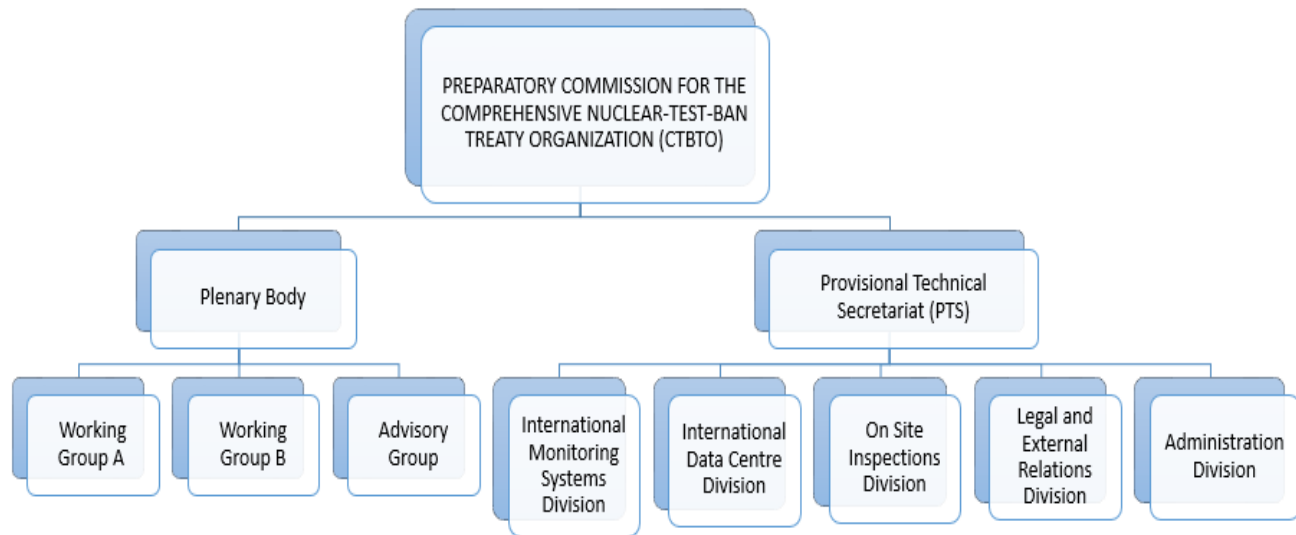 PREPARATORY COMMISSION FOR THE
COMPREHENSIVE NUCLEAR-TEST-BAN
TREATY ORGANIZATION (CTBTO)
Plenary Body
Provisional Technical
Secretariat (PTS)
Working
Group A
Working
Group B
Advisory
Group
International
Monitoring
Systems
Division
International
Data Centre
Division
On Site
Inspections
Division
Legal and
External
Relations
Division
Administration
Division